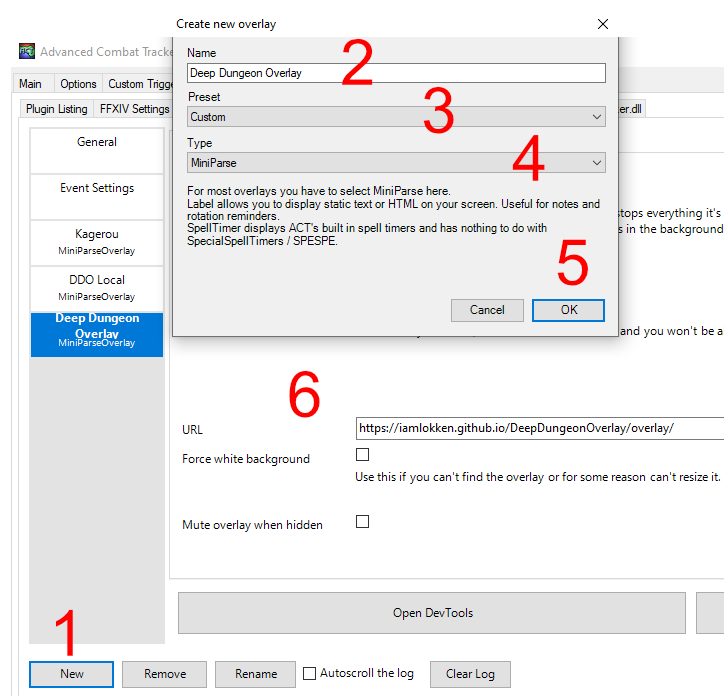 Create new overlay
Advanced Combat Tracke
Name
2
Deep Dungeon Overlay
Preset
3
Custom
Type
4
MiniParse
For most overlays you have to select MiniParse here.
Label allows you to display static text or HTML on your screen. Useful for notes and
rotation reminders.
SpellTimer displays ACT's built in spell timers and has nothing to do with
SpecialSpellTimers / SPESPE.
5
Cancel
OK
Main
Options
Custom Trigg
Plugin Listing
FFXIV Settings
er.dll
General
Event Settings
Kagerou
MiniParseOverlay
DDO Local
MiniParseOverlay
Deep Dungeon
Overlay
MiniParseOverlay
tops everything it's
s in the background
and you won't be a
6
URL
https://iamlokken.github.io/DeepDungeonOverlay/overlay/
Force white background
Use this if you can't find the overlay or for some reason can't resize it.
Mute overlay when hidden
Open DevTools
1
New
Remove
Rename
Autoscroll the log
Clear Log